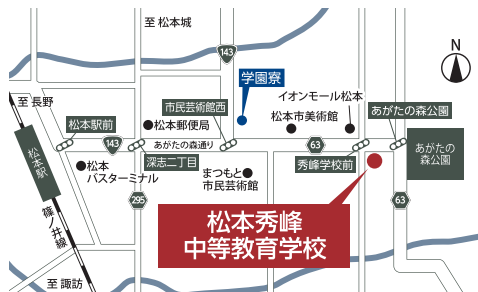 至 松本城
143
N
学園寮
至 長野
イオンモール松本
市民芸術館西
あがたの森公園
松本駅前
松本郵便局
松本市美術館
143
あがたの森通り
63
あがたの
森公園
松本駅
深志二丁目
秀峰学校前
松本
バスターミナル
まつもと
市民芸術館
295
63
篠ノ井線
松本秀峰
中等教育学校
至 諏訪